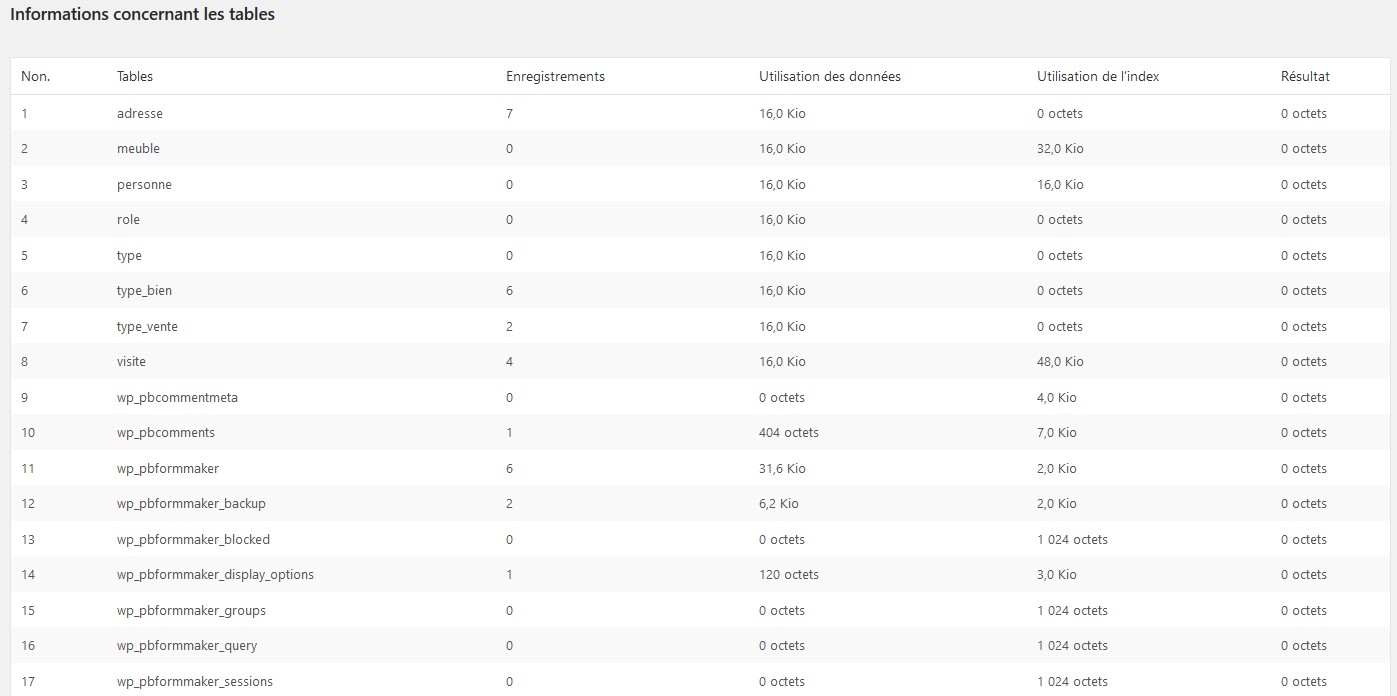 Informations concernant les tables
Non. Tables Enregistrements Utilisation des données Utilisation de l'index Résultat
1 adresse 7 16,0 Kio 0 octets 0 octets
2 meuble 0 16,0 Kio 32,0 Kio 0 octets
3 personne 0 16,0 Kio 16,0 Kio 0 octets
4 role 0 16,0 Kio 0 octets 0 octets
5 type 0 16,0 Kio 0 octets 0 octets
6 type_bien 6 16,0 Kio 0 octets 0 octets
7 type_vente 2 16,0 Kio 0 octets 0 octets
8 visite 4 16,0 Kio 48,0 Kio 0 octets
9 wp_pbcommentmeta 0 0 octets 4,0 Kio 0 octets
10 wp_pbcomments 1 404 octets 7,0 Kio 0 octets
11 wp_pbformmaker 6 31,6 Kio 2,0 Kio 0 octets
12 wp_pbformmaker_backup 2 6,2 Kio 2,0 Kio 0 octets
13 wp_pbformmaker_blocked 0 0 octets 1 024 octets 0 octets
14 wp_pbformmaker_display_options 1 120 octets 3,0 Kio 0 octets
15 wp_pbformmaker_groups 0 0 octets 1 024 octets 0 octets
16 wp_pbformmaker_query 0 0 octets 1 024 octets 0 octets
17 wp_pbformmaker_sessions 0 0 octets 1 024 octets 0 octets